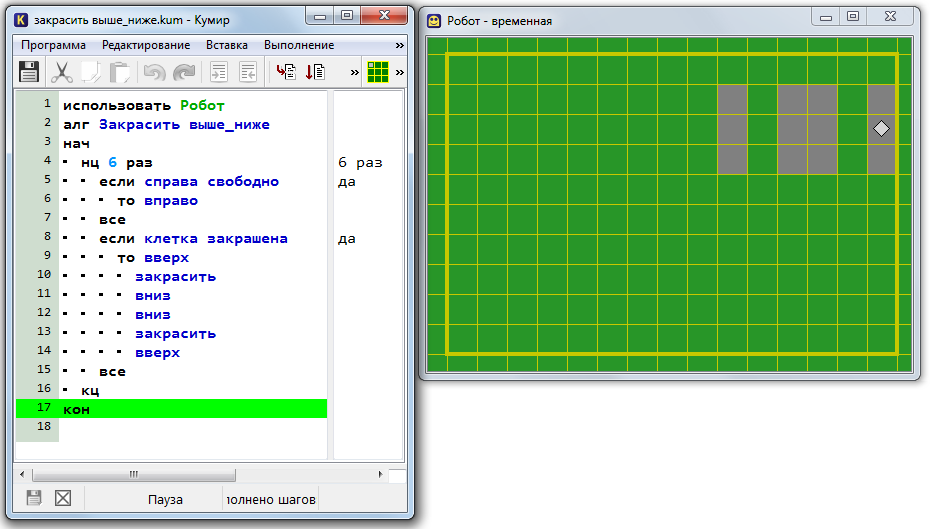 закрасить выше_ниже.kum - Кумир
Программа Редактирование Вставка Выполнение »
» »
1 использовать Робот
2 алг Закрасить выше_ниже
3 нач
4 нц 6 раз 6 раз
5 если справа свободно да
6 то вправо
7 все
8 если клетка закрашена да
9 то вверх
10 закрасить
11 вниз
12 вниз
13 закрасить
14 вверх
15 все
16 кц
17 кон
18
Пауза олнено шагов
Робот - временная